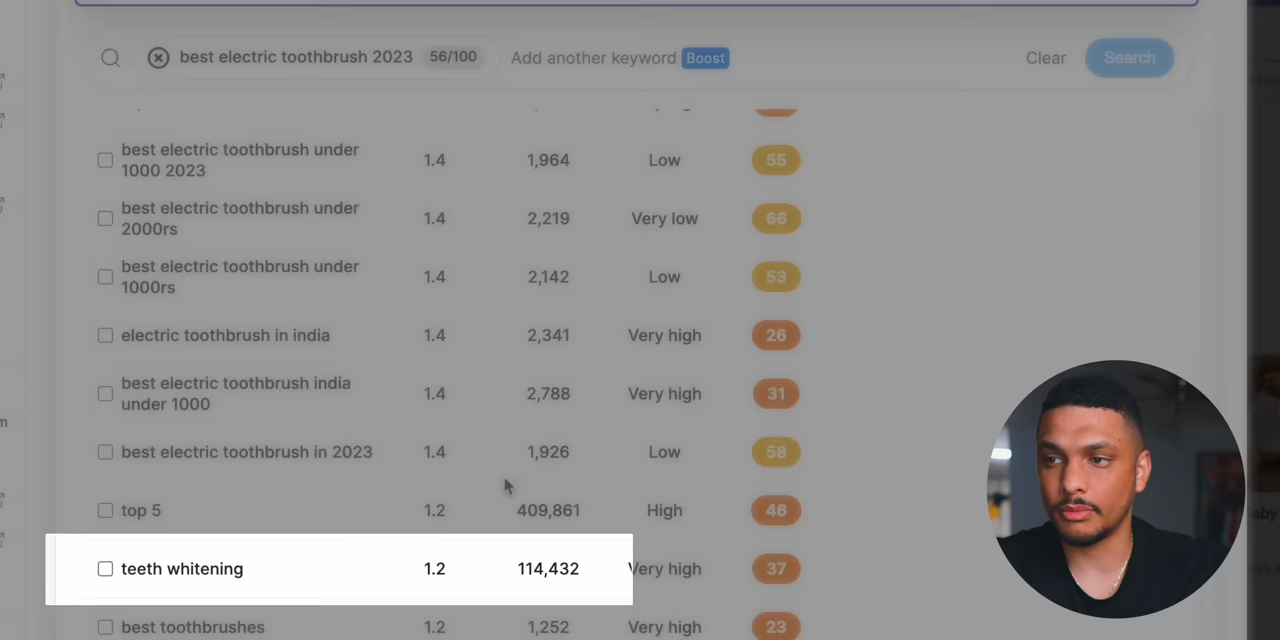 best electric toothbrush 2023 56/100 Add another keyword Boost Clear Search
best electric toothbrush under
1000 2023 1.4 1,964 Low 55
best electric toothbrush under
2000rs 1.4 2,219 Very low 66
best electric toothbrush under
1000rs 1.4 2,142 Low 53
electric toothbrush in india 1.4 2,341 Very high 26
best electric toothbrush india
under 1000 1.4 2,788 Very high 31
best electric toothbrush in 2023 1.4 1,926 Low 58
top 5 1.2 409,861 High 46
teeth whitening 1.2 114,432 Very high 37
best toothbrushes 1.2 1,252 Very high 23